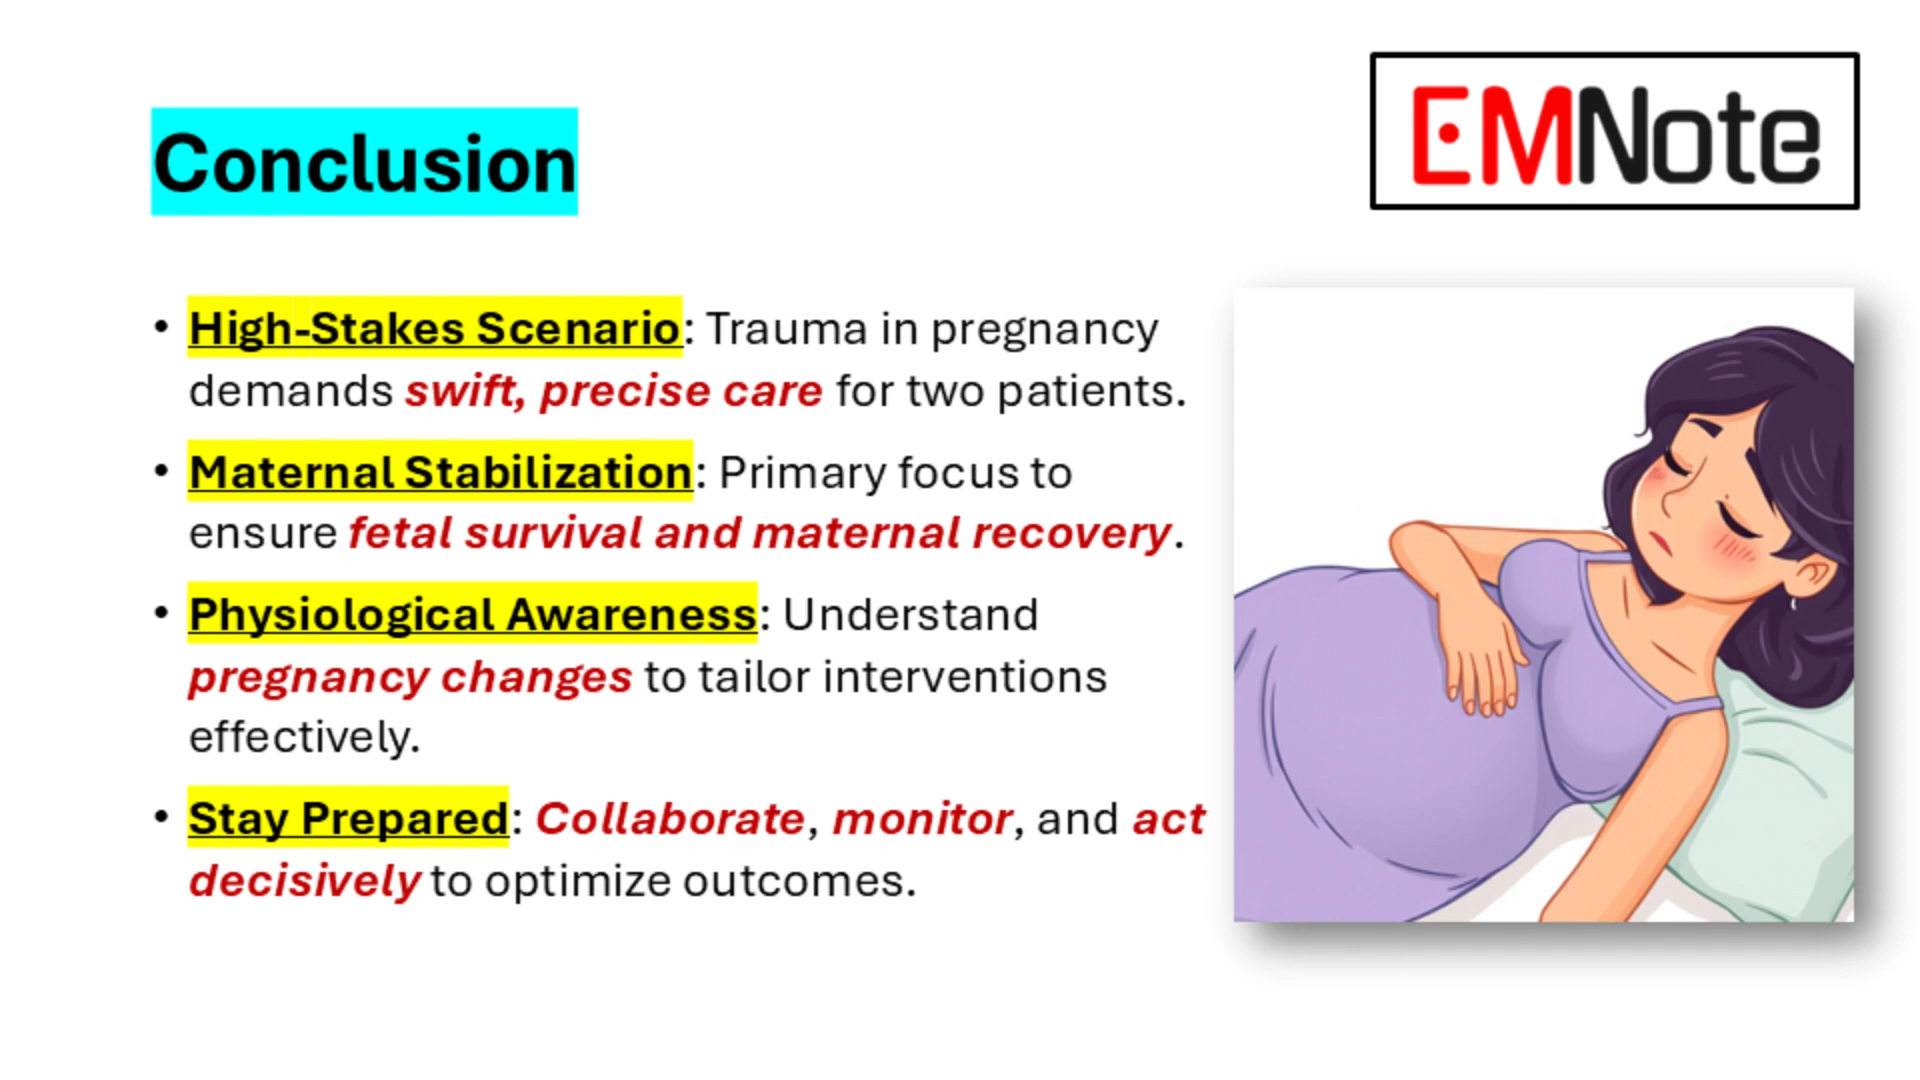 EMNote
Conclusion
• High-Stakes Scenario: Trauma in pregnancy
demands swift, precise care for two patients.
• Maternal Stabilization: Primary focus to
ensure fetal survival and maternal recovery.
• Physiological Awareness: Understand
pregnancy changes to tailor interventions
effectively.
• Stay Prepared: Collaborate, monitor, and act
decisively to optimize outcomes.